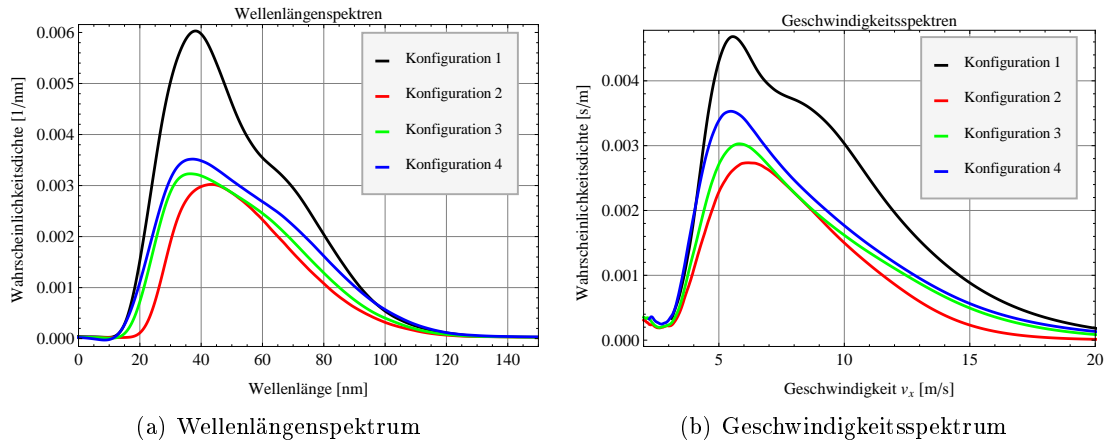 Wellenlängenspektren
Wahrscheinlichkeitsdichte [1/nm]
0.006
0.005
0.004
0.003
0.002
0.001
0.000
Konfiguration 1
Konfiguration 2
Konfiguration 3
Konfiguration 4
0 20 40 60 80 100 120 140
Wellenlänge [nm]
(a) Wellenlängenspektrum
Geschwindigkeitsspektren
Wahrscheinlichkeitsdichte [s/m]
0.004
0.003
0.002
0.001
0.000
Konfiguration 1
Konfiguration 2
Konfiguration 3
Konfiguration 4
5 10 15 20
Geschwindigkeit vₓ [m/s]
(b) Geschwindigkeitsspektrum